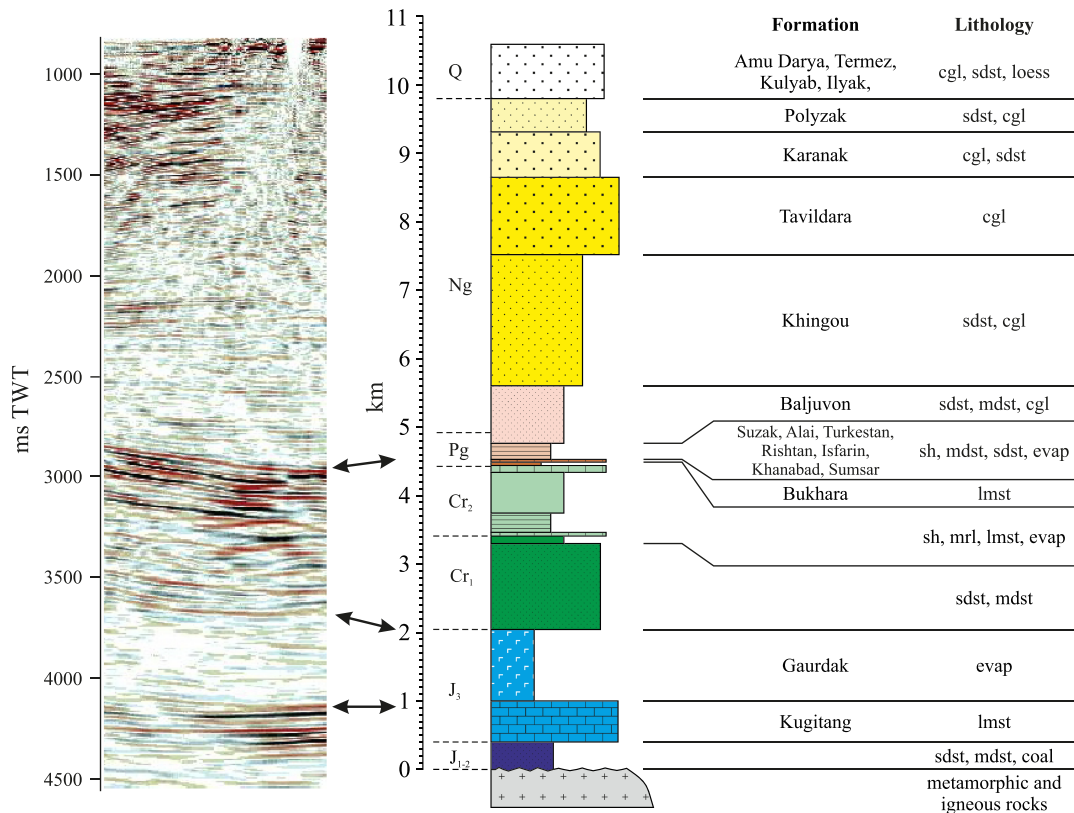 ms TWT
1000
1500
2000
2500
3000
3500
4000
4500
km
11
10
9
8
7
6
5
4
3
2
1
0
Q
Ng
Pg
Cr2
Cr1
J3
J1-2
Formation Lithology
Amu Darya, Termez,
Kulyab, Ilyak,
cgl, sdst, loess
Polyzak sdst, cgl
Karanak cgl, sdst
Tavildara cgl
Khingou sdst, cgl
Baljuvon sdst, mdst, cgl
Suzak, Alai, Turkestan,
Rishtan, Isfarin,
Khanabad, Sumsar
sh, mdst, sdst, evap
Bukhara lmst
sh, mrl, lmst, evap
sdst, mdst
Gaurdak evap
Kugitang lmst
sdst, mdst, coal
metamorphic and
igneous rocks